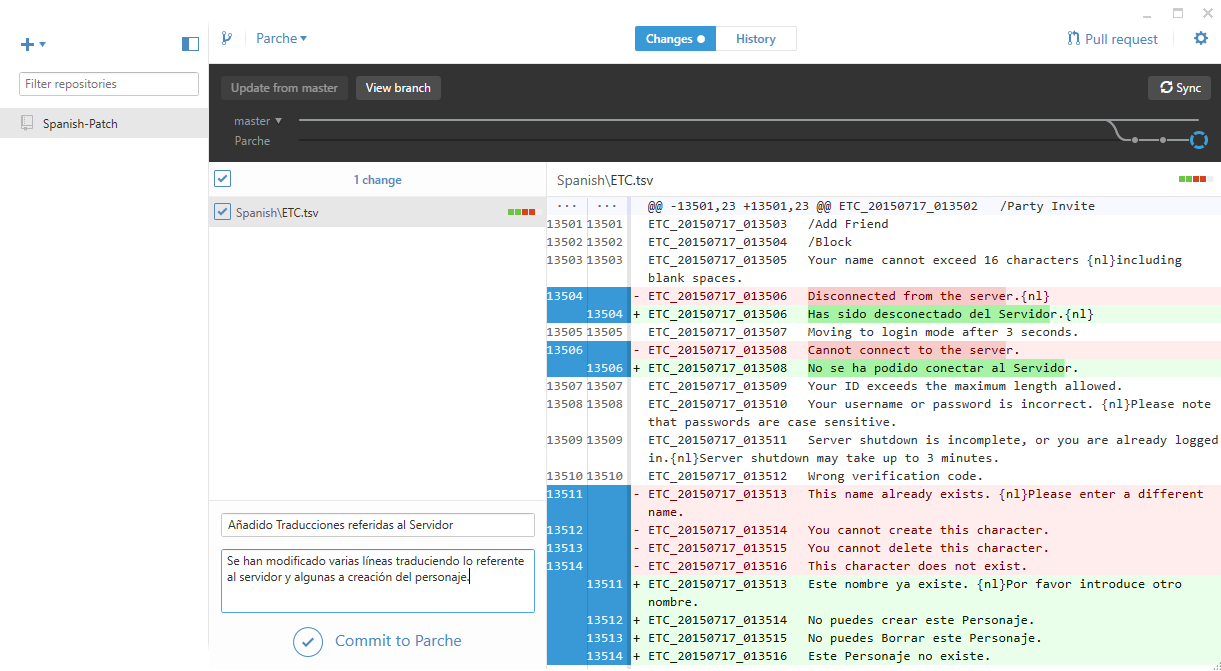 Parche
Changes
History
Pull request
Filter repositories
Spanish-Patch
Update from master
View branch
Sync
master
Parche
1 change
Spanish\ETC.tsv
Añadido Traducciones referidas al Servidor
Se han modificado varias líneas traduciendo lo referente
al servidor y algunas a creación del personaje.
Commit to Parche
Spanish\ETC.tsv
... ... @@ -13501,23 +13501,23 @@ ETC_20150717_013502 /Party Invite
13501 13501 ETC_20150717_013503 /Add Friend
13502 13502 ETC_20150717_013504 /Block
13503 13503 ETC_20150717_013505 Your name cannot exceed 16 characters {nl}including
blank spaces.
13504 - ETC_20150717_013506 Disconnected from the server.{nl}
13504 + ETC_20150717_013506 Has sido desconectado del Servidor.{nl}
13505 13505 ETC_20150717_013507 Moving to login mode after 3 seconds.
13506 - ETC_20150717_013508 Cannot connect to the server.
13506 + ETC_20150717_013508 No se ha podido conectar al Servidor.
13507 13507 ETC_20150717_013509 Your ID exceeds the maximum length allowed.
13508 13508 ETC_20150717_013510 Your username or password is incorrect. {nl}Please note
that passwords are case sensitive.
13509 13509 ETC_20150717_013511 Server shutdown is incomplete, or you are already logged
in.{nl}Server shutdown may take up to 3 minutes.
13510 13510 ETC_20150717_013512 Wrong verification code.
13511 - ETC_20150717_013513 This name already exists. {nl}Please enter a different
name.
13512 - ETC_20150717_013514 You cannot create this character.
13513 - ETC_20150717_013515 You cannot delete this character.
13514 - ETC_20150717_013516 This character does not exist.
13511 + ETC_20150717_013513 Este nombre ya existe. {nl}Por favor introduce otro
nombre.
13512 + ETC_20150717_013514 No puedes crear este Personaje.
13513 + ETC_20150717_013515 No puedes Borrar este Personaje.
13514 + ETC_20150717_013516 Este Personaje no existe.